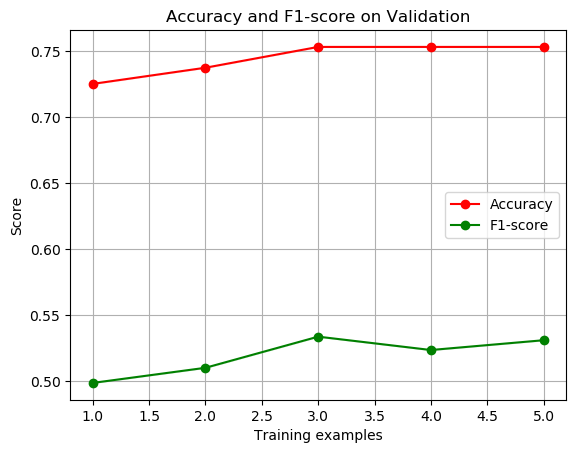 Accuracy and F1-score on Validation
Score
0.75
0.70
0.65
0.60
0.55
0.50
Accuracy
F1-score
1.0 1.5 2.0 2.5 3.0 3.5 4.0 4.5 5.0
Training examples